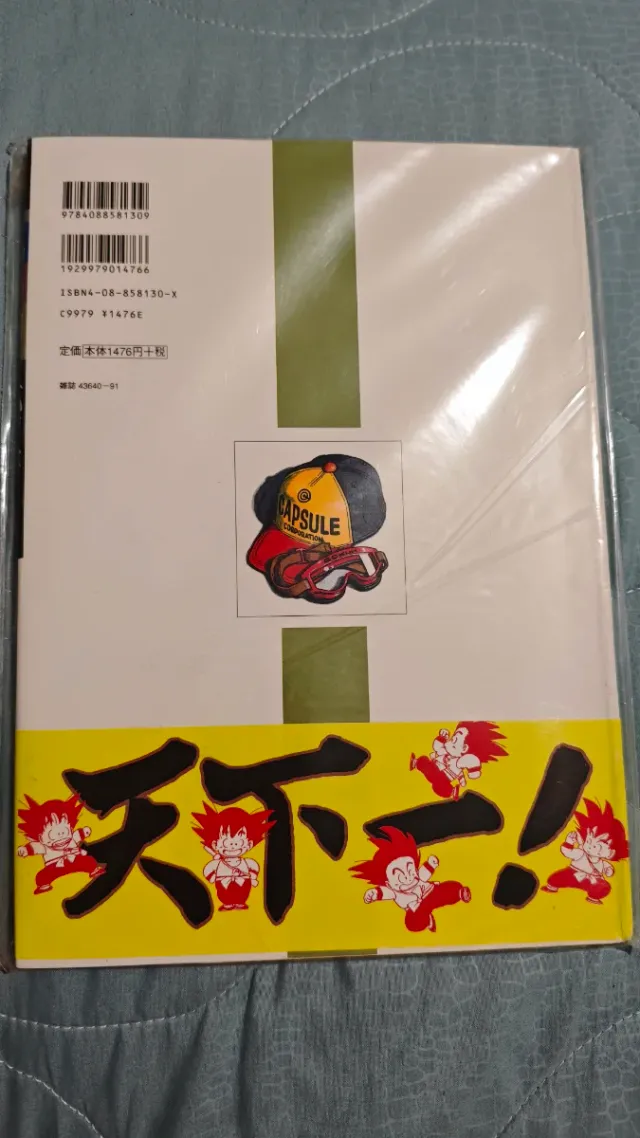 9784088581309
1929979014766
ISBN4-08-858130-X
C9979 ¥1476E
定価 本体1476円+税
雑誌 43640-91
CAPSULE
CORPORATION
天下一!